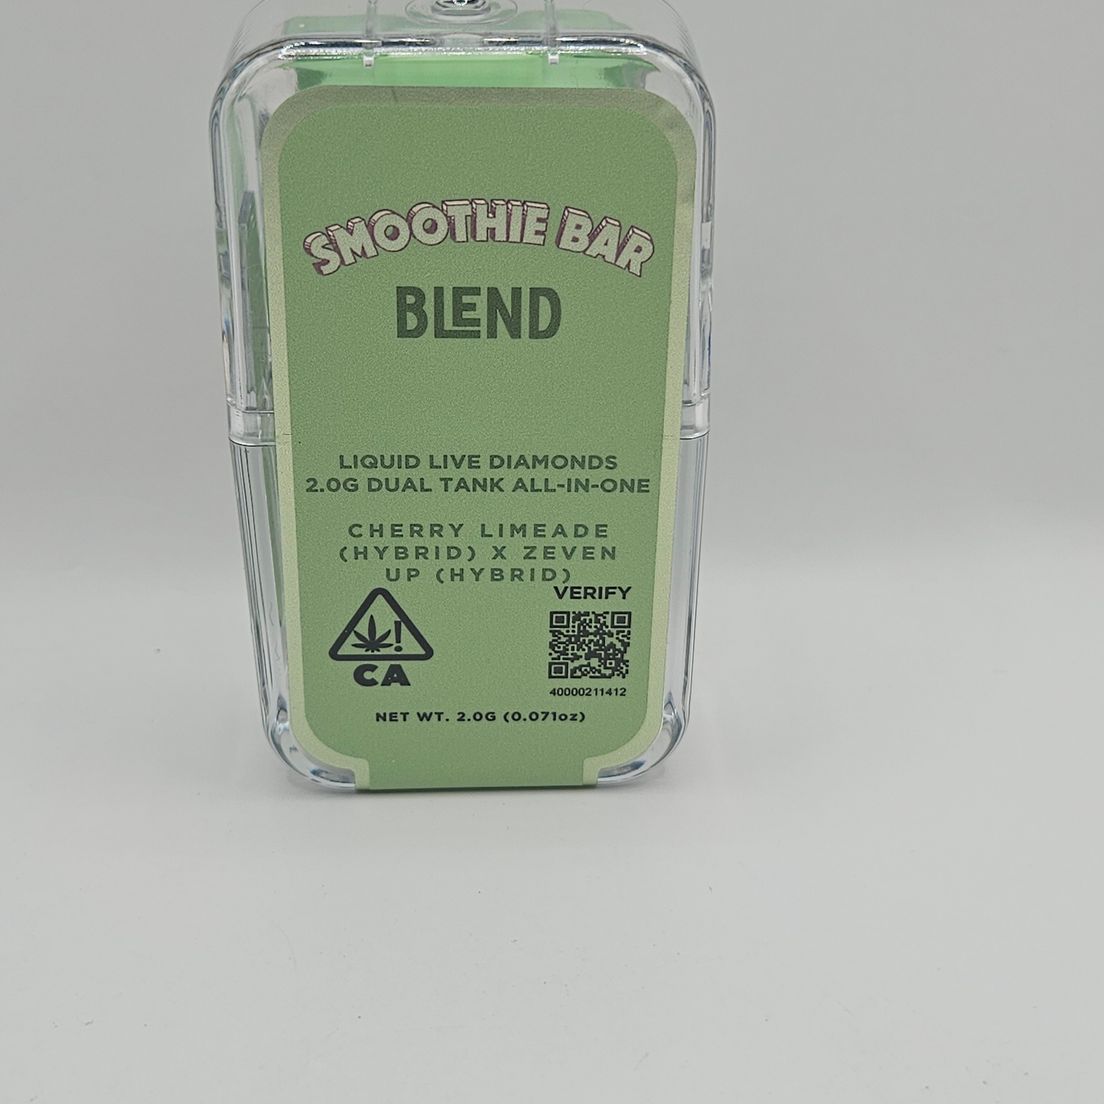 SMOOTHIE BAR
BLEND
LIQUID LIVE DIAMONDS
2.0G DUAL TANK ALL-IN-ONE
CHERRY LIMEADE
(HYBRID) X ZEVEN
UP (HYBRID)
VERIFY
!
CA
40000211412
NET WT. 2.0G (0.071oz)